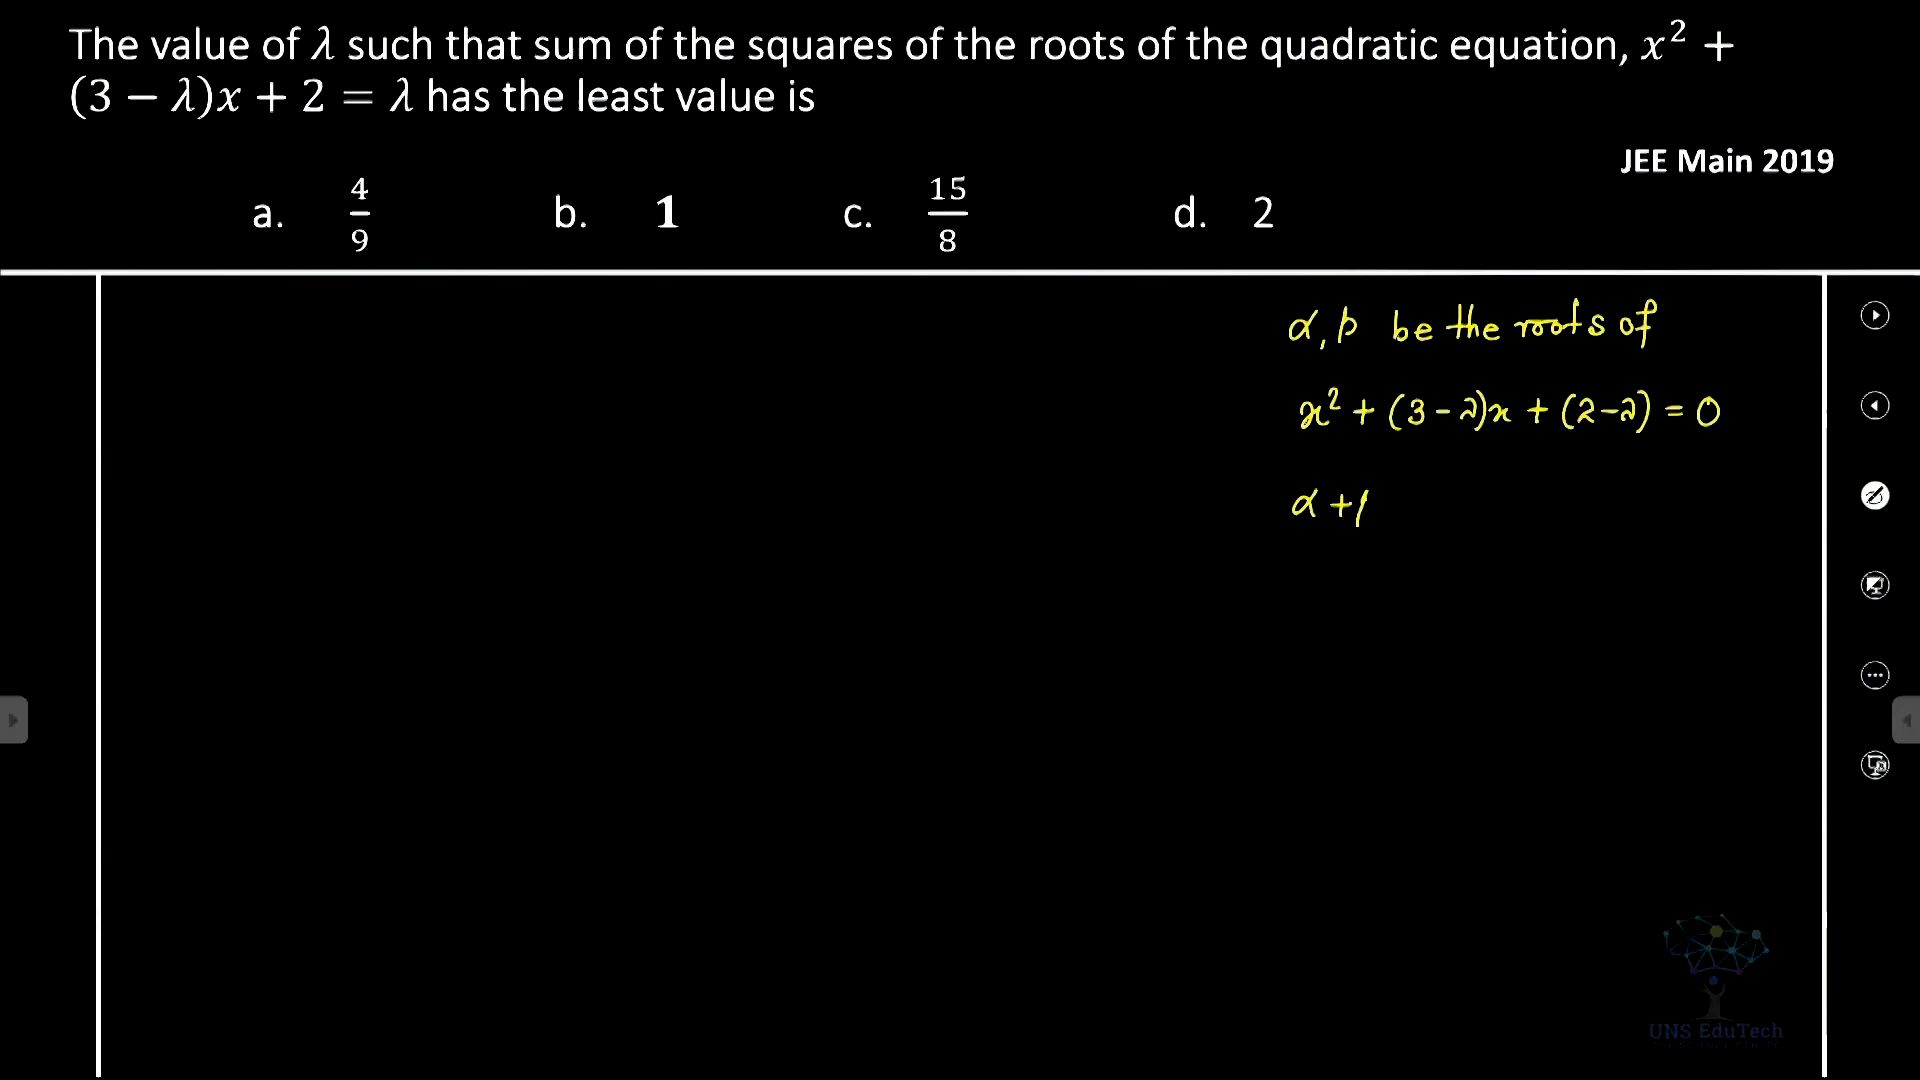 The value of λ such that sum of the squares of the roots of the quadratic equation, x² +
(3 − λ)x + 2 = λ has the least value is
JEE Main 2019
a. 4/9 b. 1 c. 15/8 d. 2
α, β be the roots of
x² + (3 - λ)x + (2-λ) = 0
α +
UNS EduTech